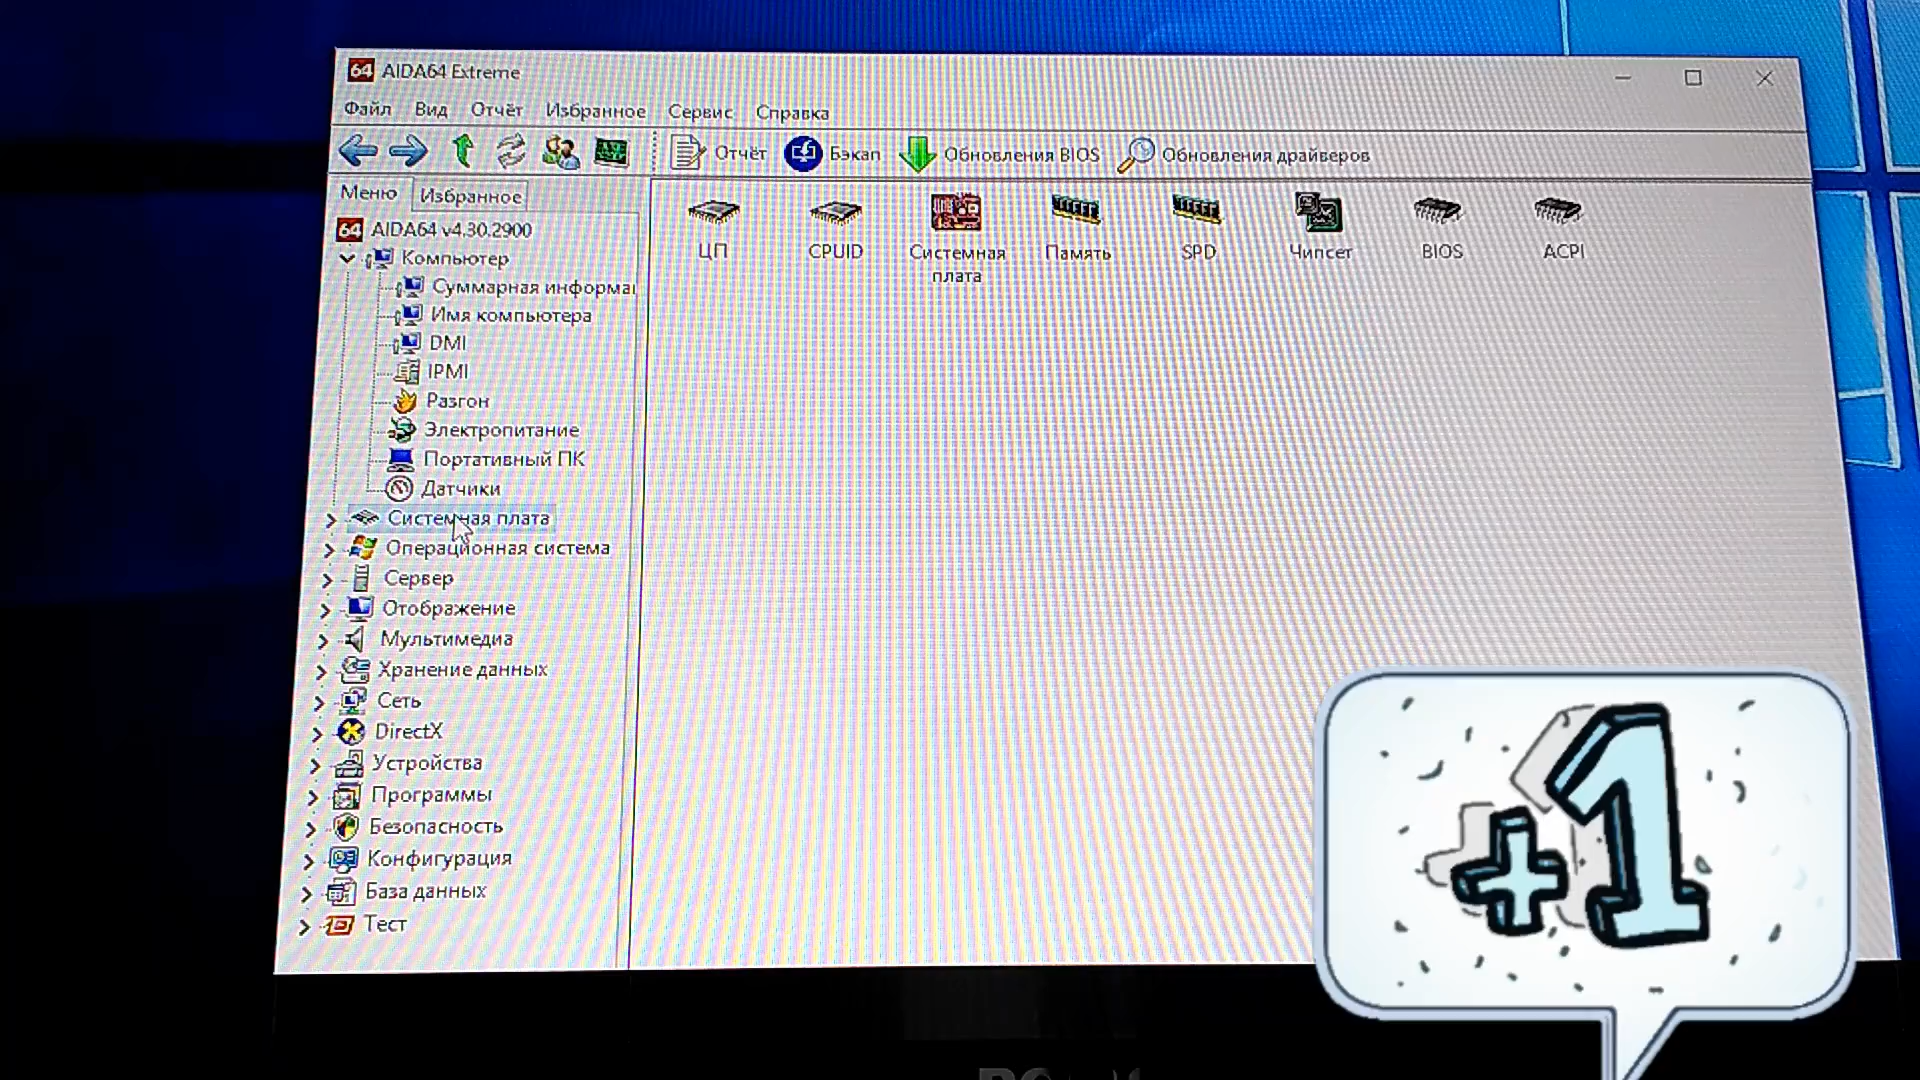 64 AIDA64 Extreme
Файл Вид Отчёт Избранное Сервис Справка
Отчёт Бэкап Обновления BIOS Обновления драйверов
Меню Избранное
64 AIDA64 v4.30.2900
Компьютер
Суммарная информаı
Имя компьютера
DMI
IPMI
Разгон
Электропитание
Портативный ПК
Датчики
Системная плата
Операционная система
Сервер
Отображение
Мультимедиа
Хранение данных
Сеть
DirectX
Устройства
Программы
Безопасность
Конфигурация
База данных
Тест
ЦП CPUID Системная плата Память SPD Чипсет BIOS ACPI
+1